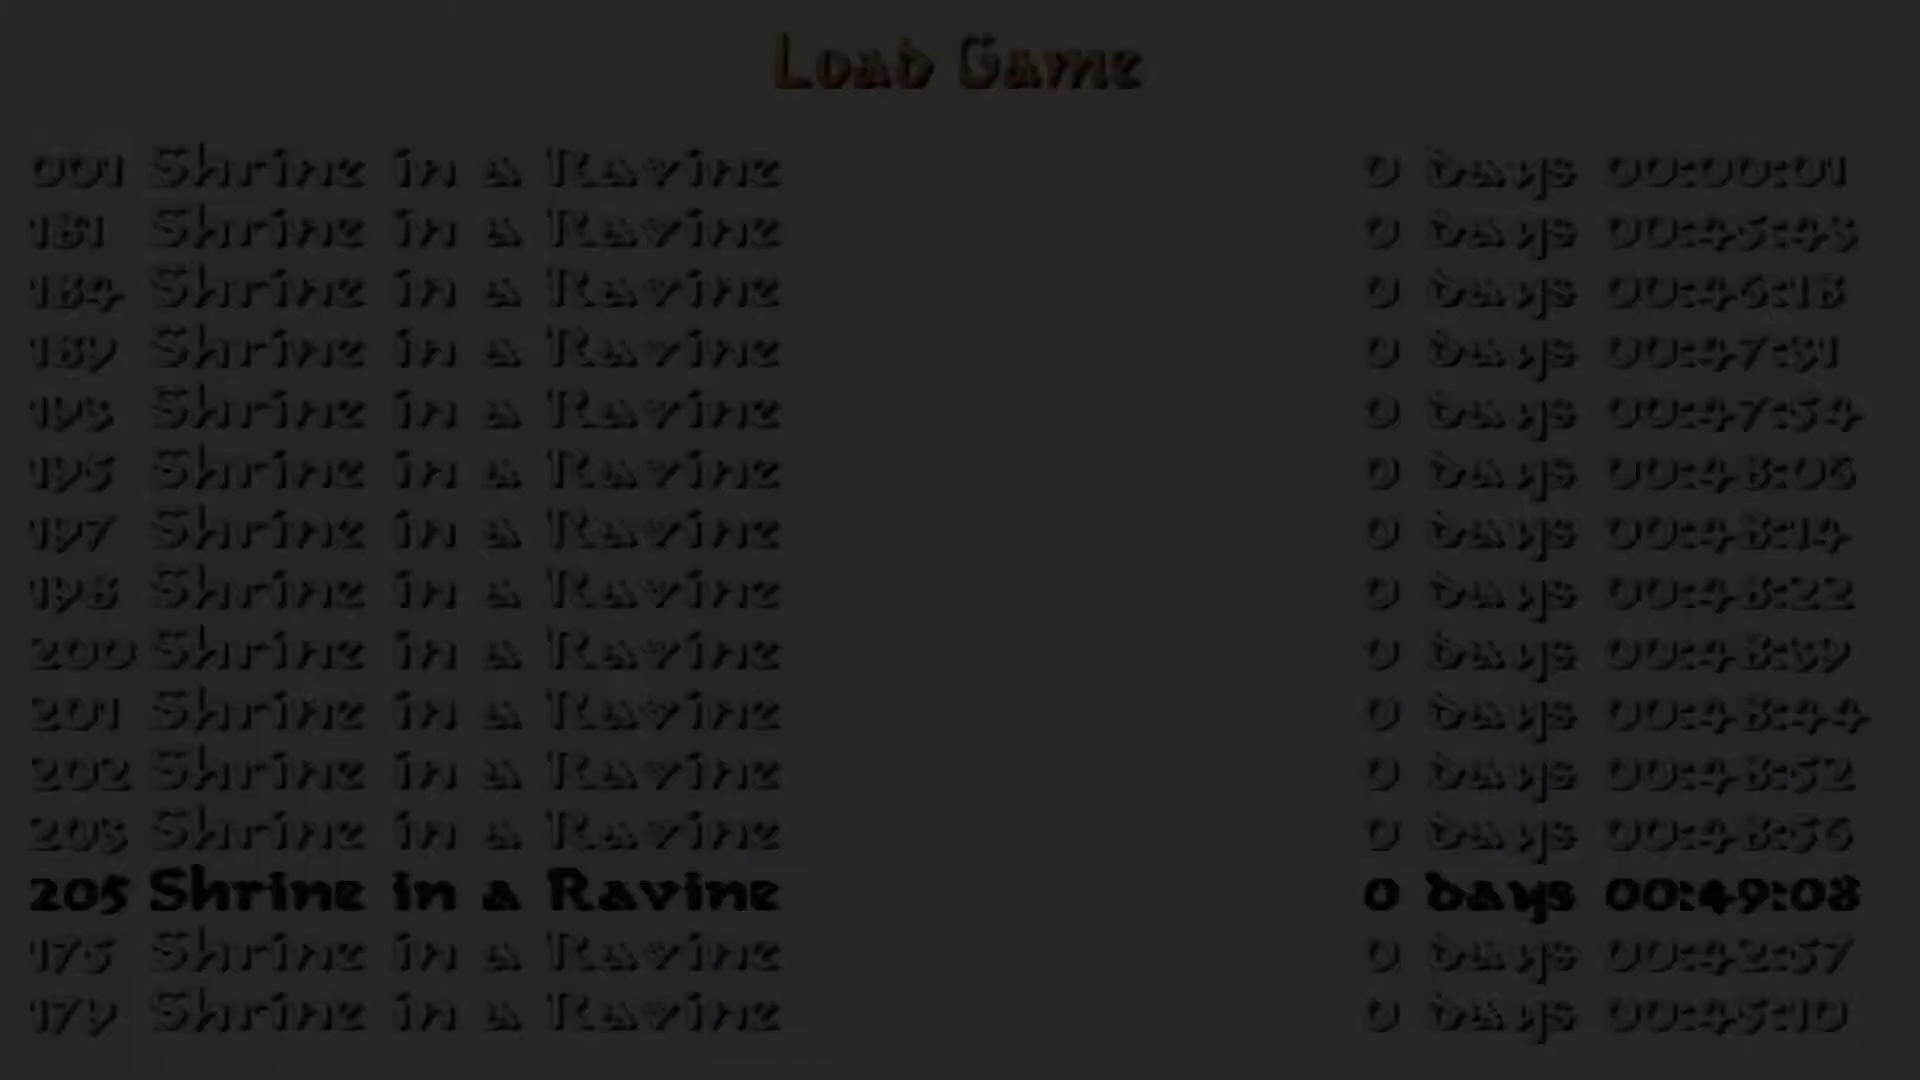 Load Game
001 Shrine in a Ravine 0 days 00:00:01
181 Shrine in a Ravine 0 days 00:45:43
184 Shrine in a Ravine 0 days 00:46:18
189 Shrine in a Ravine 0 days 00:47:31
193 Shrine in a Ravine 0 days 00:47:54
195 Shrine in a Ravine 0 days 00:48:06
197 Shrine in a Ravine 0 days 00:48:14
198 Shrine in a Ravine 0 days 00:48:22
200 Shrine in a Ravine 0 days 00:48:39
201 Shrine in a Ravine 0 days 00:48:44
202 Shrine in a Ravine 0 days 00:48:52
203 Shrine in a Ravine 0 days 00:48:56
205 Shrine in a Ravine 0 days 00:49:08
175 Shrine in a Ravine 0 days 00:42:57
179 Shrine in a Ravine 0 days 00:45:10